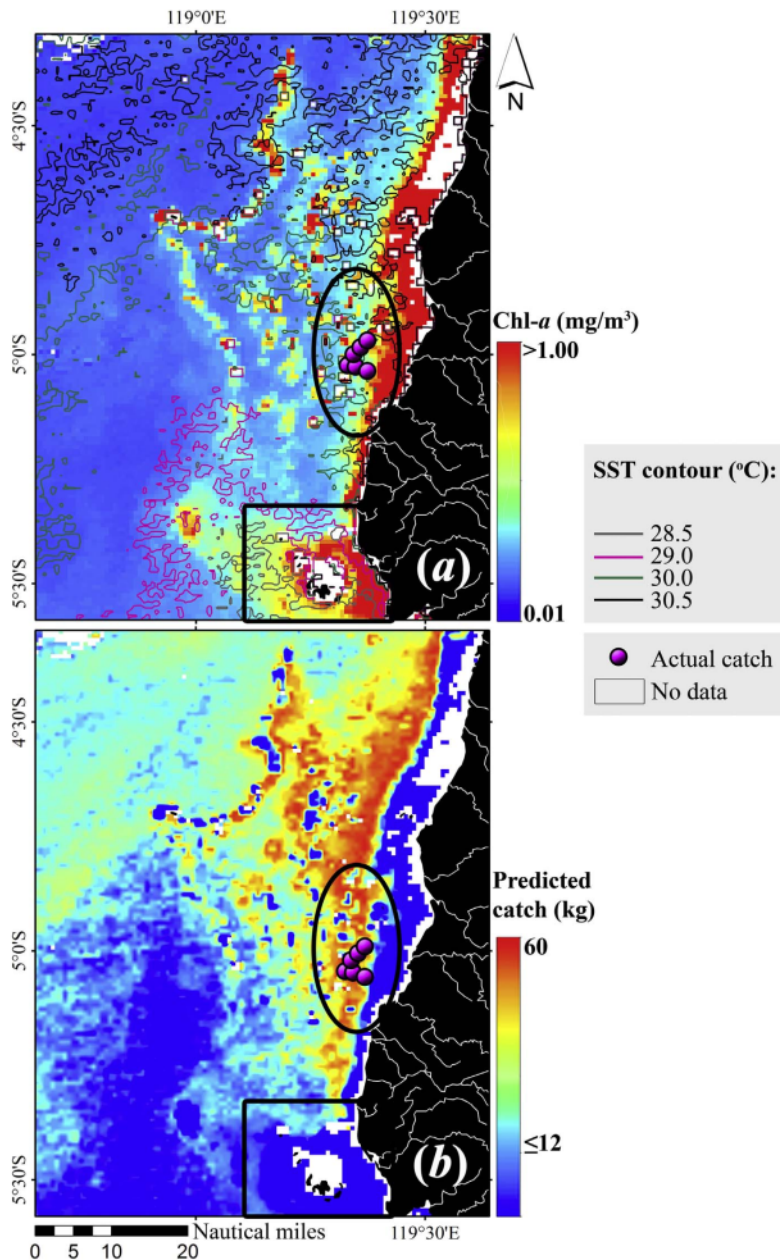 119°0'E 119°30'E
4°30'S
N
Chl-a (mg/m³)
>1.00
5°0'S
SST contour (°C):
28.5
29.0
30.0
30.5
(a)
5°30'S
0.01
Actual catch
No data
4°30'S
Predicted
catch (kg)
60
5°0'S
≤12
(b)
5°30'S
Nautical miles
0 5 10 20
119°30'E